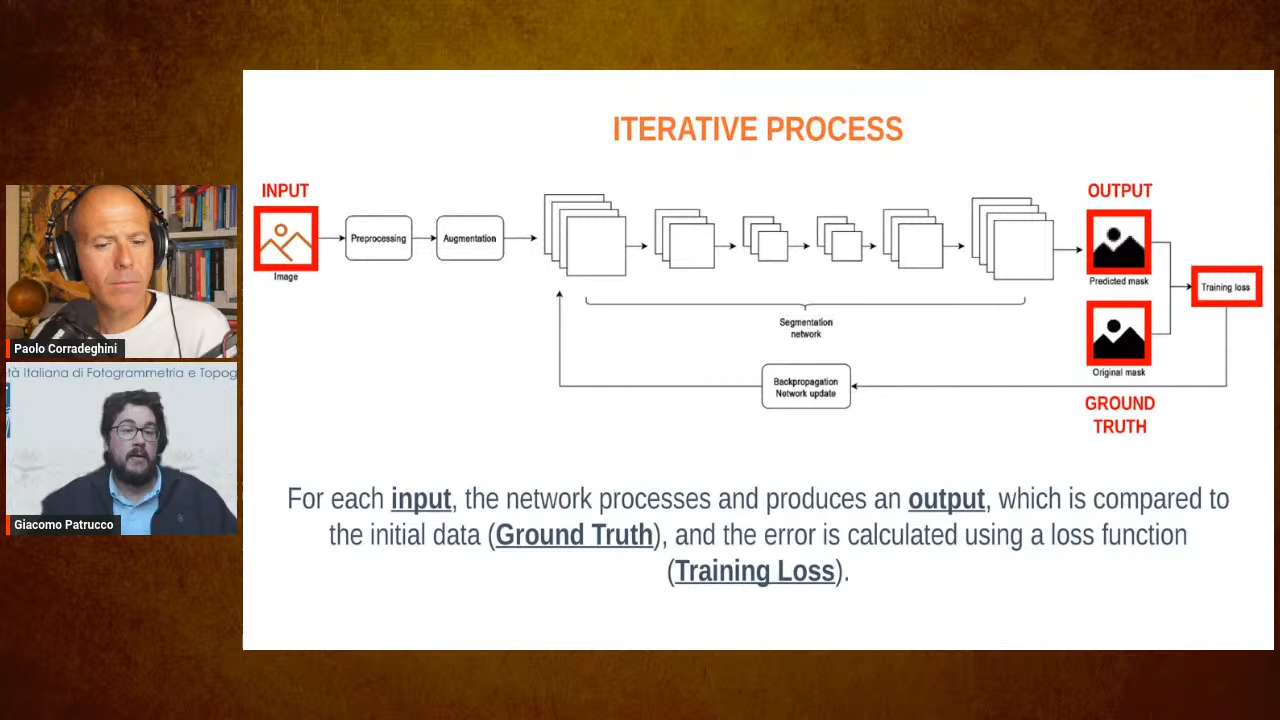 ITERATIVE PROCESS
INPUT
Image
Preprocessing
Augmentation
Segmentation
network
Backpropagation
Network update
OUTPUT
Predicted mask
Original mask
GROUND
TRUTH
Training loss
For each input, the network processes and produces an output, which is compared to
the initial data (Ground Truth), and the error is calculated using a loss function
(Training Loss).
Paolo Corradeghini
tà Italiana di Fotogrammetria e Topog
Giacomo Patrucco